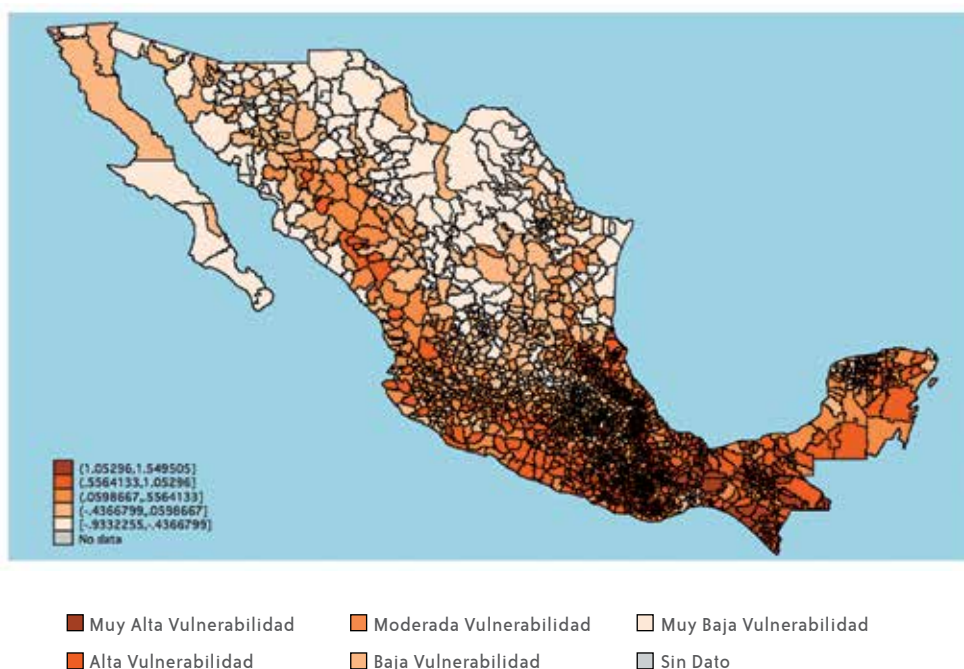 (1.05296,1.549505]
(.5564133,1.05296]
(.0598667,.5564133]
(-.4366799,.0598667]
[-.9332255,-.4366799]
No data
Muy Alta Vulnerabilidad
Moderada Vulnerabilidad
Muy Baja Vulnerabilidad
Alta Vulnerabilidad
Baja Vulnerabilidad
Sin Dato